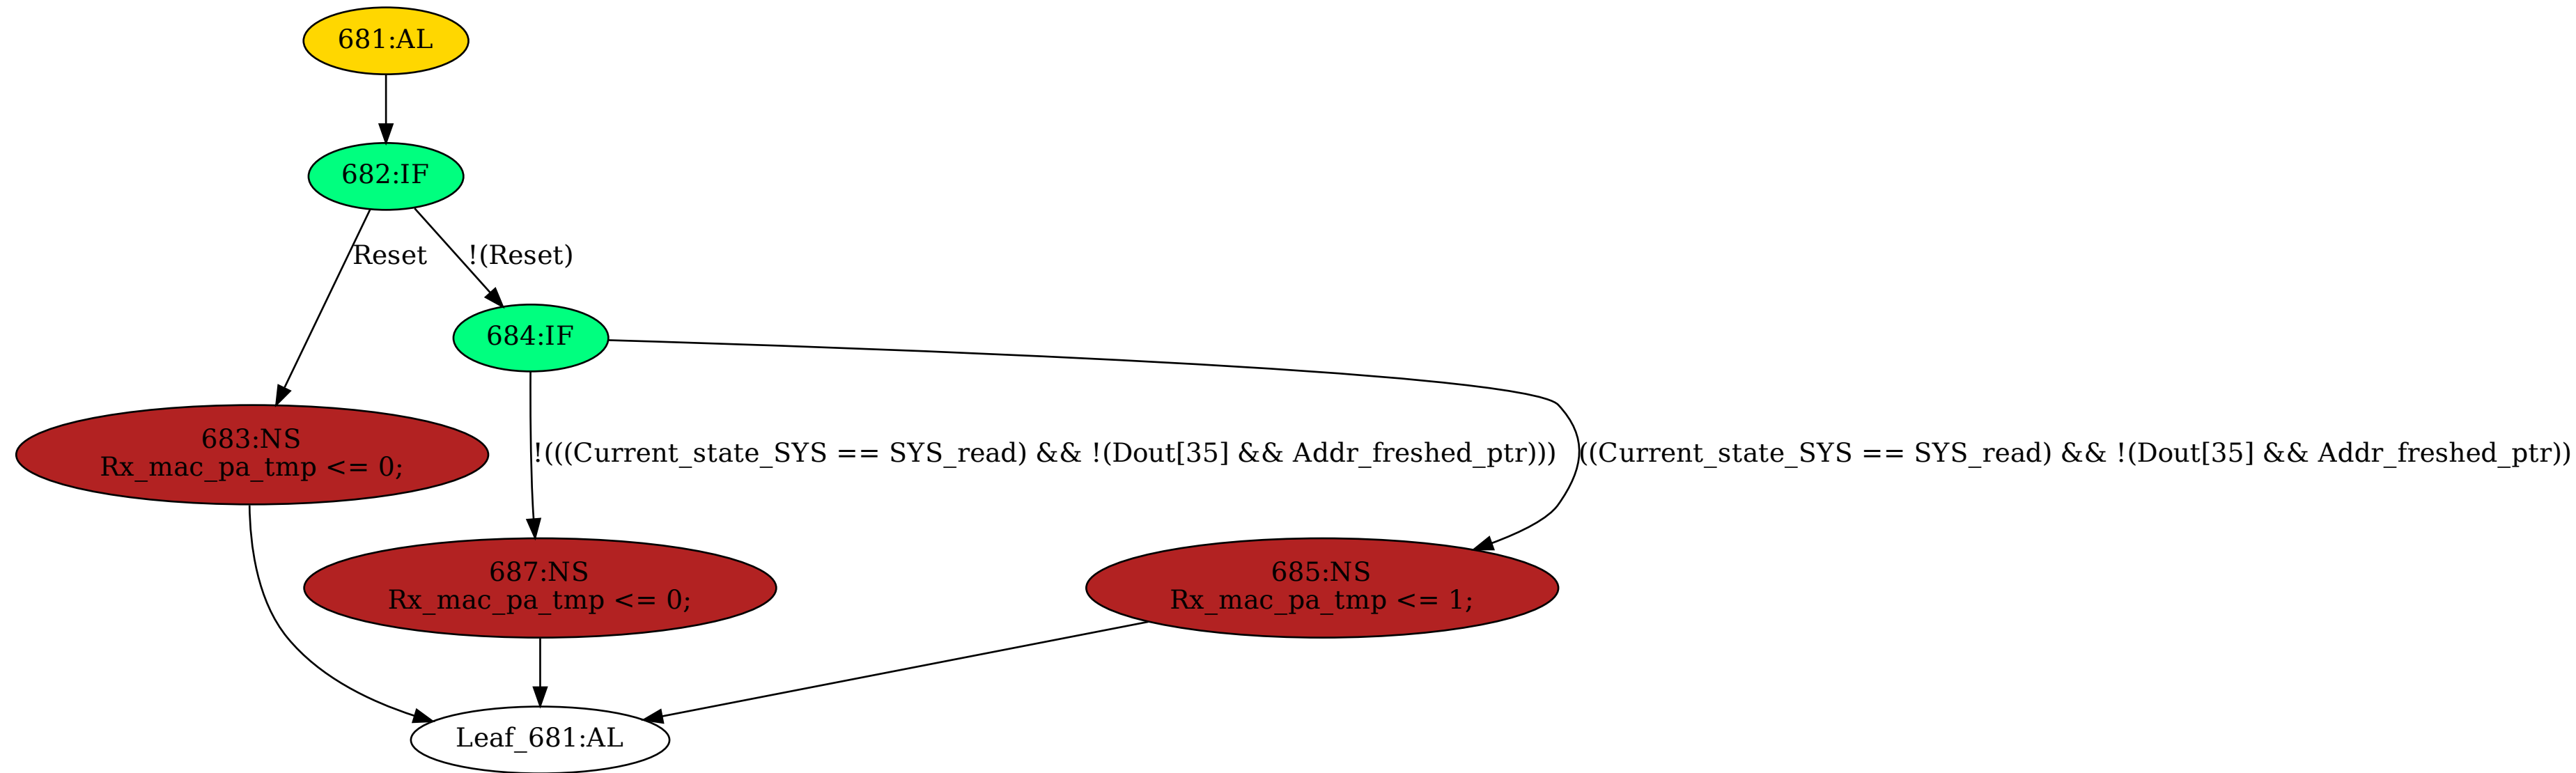 681:AL
682:IF
Reset
!(Reset)
684:IF
683:NS
Rx_mac_pa_tmp <= 0;
!(((Current_state_SYS == SYS_read) && !(Dout[35] && Addr_freshed_ptr)))
((Current_state_SYS == SYS_read) && !(Dout[35] && Addr_freshed_ptr))
687:NS
Rx_mac_pa_tmp <= 0;
685:NS
Rx_mac_pa_tmp <= 1;
Leaf_681:AL